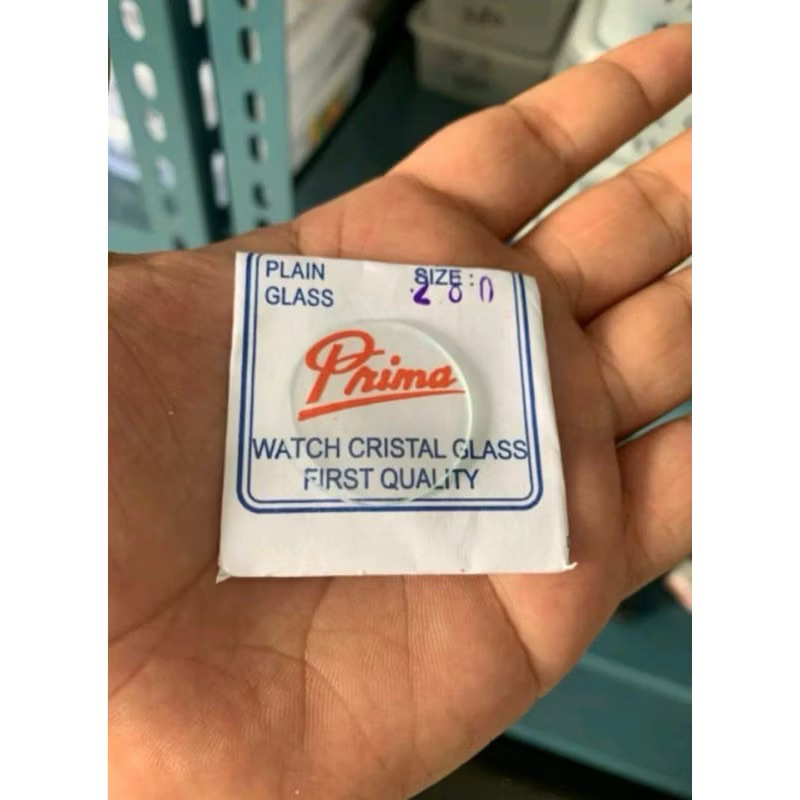 PLAIN
GLASS
SIZE :
280
Prima
WATCH CRISTAL GLASS
FIRST QUALITY